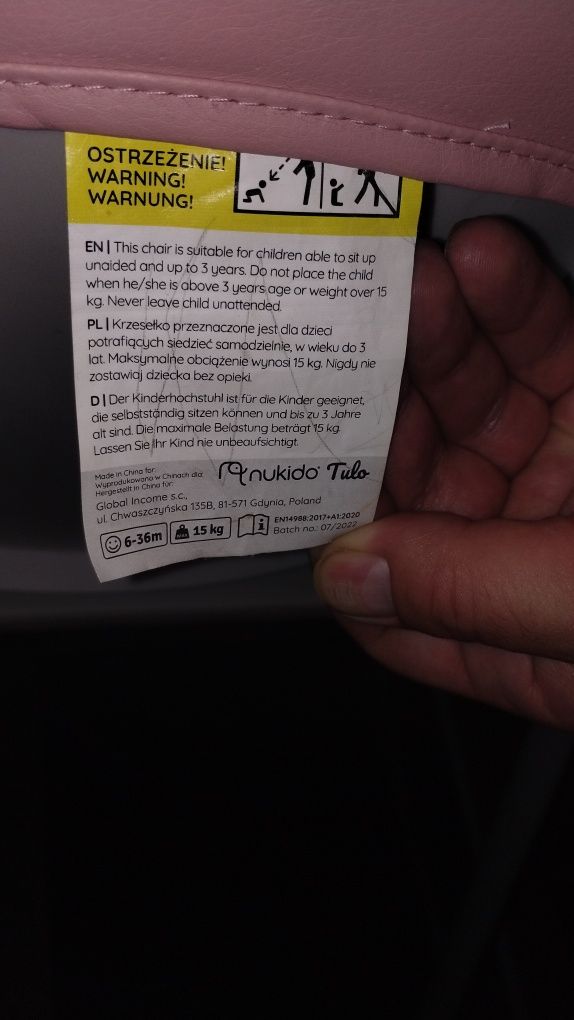 OSTRZEŻENIE!
WARNING!
WARNUNG!
EN | This chair is suitable for children able to sit up
unaided and up to 3 years. Do not place the child
when he/she is above 3 years age or weight over 15
kg. Never leave child unattended.
PL | Krzesełko przeznaczone jest dla dzieci
potrafiących siedzieć samodzielnie, w wieku do 3
lat. Maksymalne obciążenie wynosi 15 kg. Nigdy nie
zostawiaj dziecka bez opieki.
D | Der Kinderhochstuhl ist für die Kinder geeignet,
die selbstständig sitzen können und bis zu 3 Jahre
alt sind. Die maximale Belastung beträgt 15 kg.
Lassen Sie Ihr Kind nie unbeaufsichtigt.
Made in China for:
Wyprodukowano w Chinach dla:
Hergestellt in China für:
nukido Tulo
Global Income s.c.,
ul. Chwaszczyńska 135B, 81-571 Gdynia, Poland
6-36m
MAX 15 kg
i
EN14988:2017+A1:2020
Batch no.: 07/2022